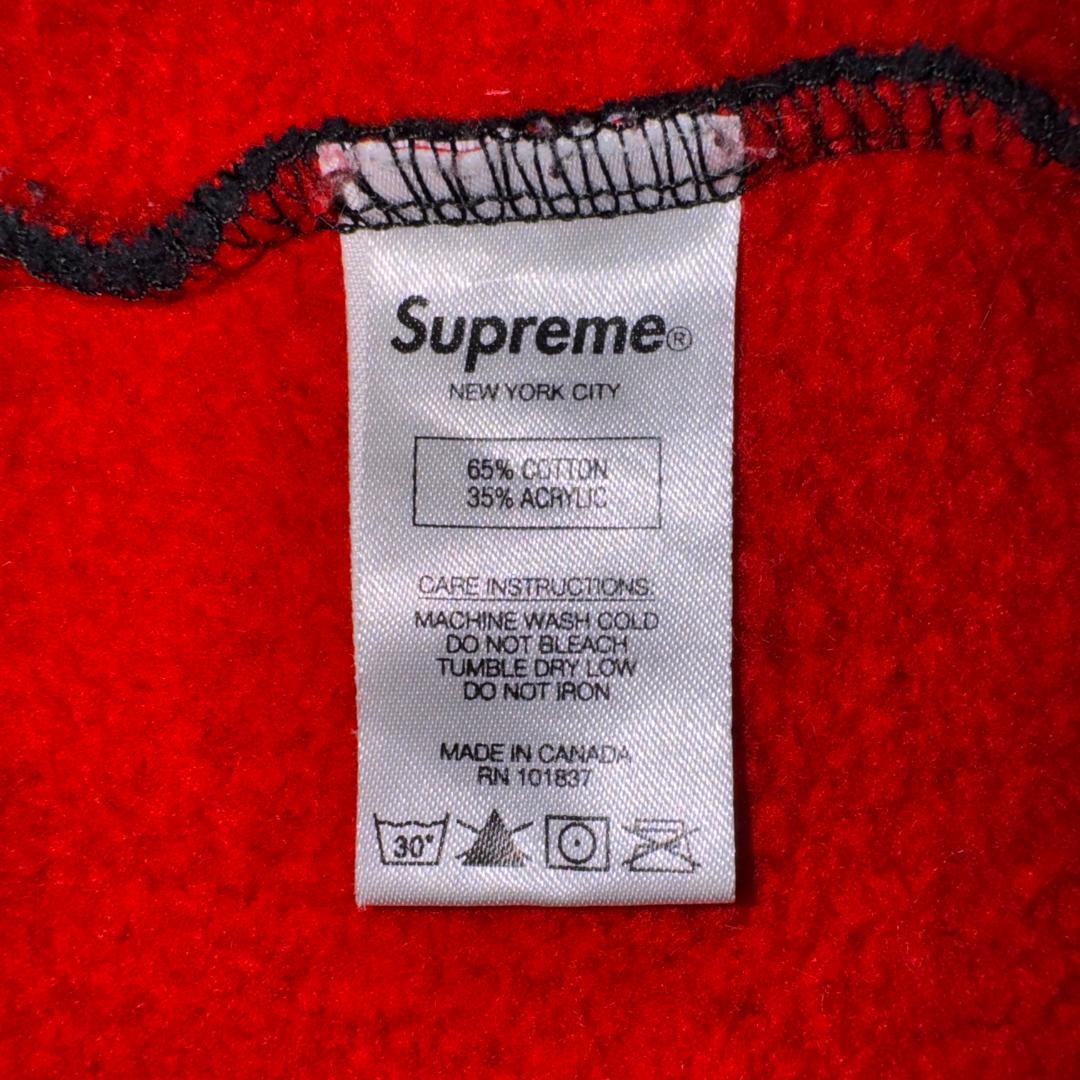 Supreme®
NEW YORK CITY
65% COTTON
35% ACRYLIC
CARE INSTRUCTIONS:
MACHINE WASH COLD
DO NOT BLEACH
TUMBLE DRY LOW
DO NOT IRON
MADE IN CANADA
RN 101837
30°